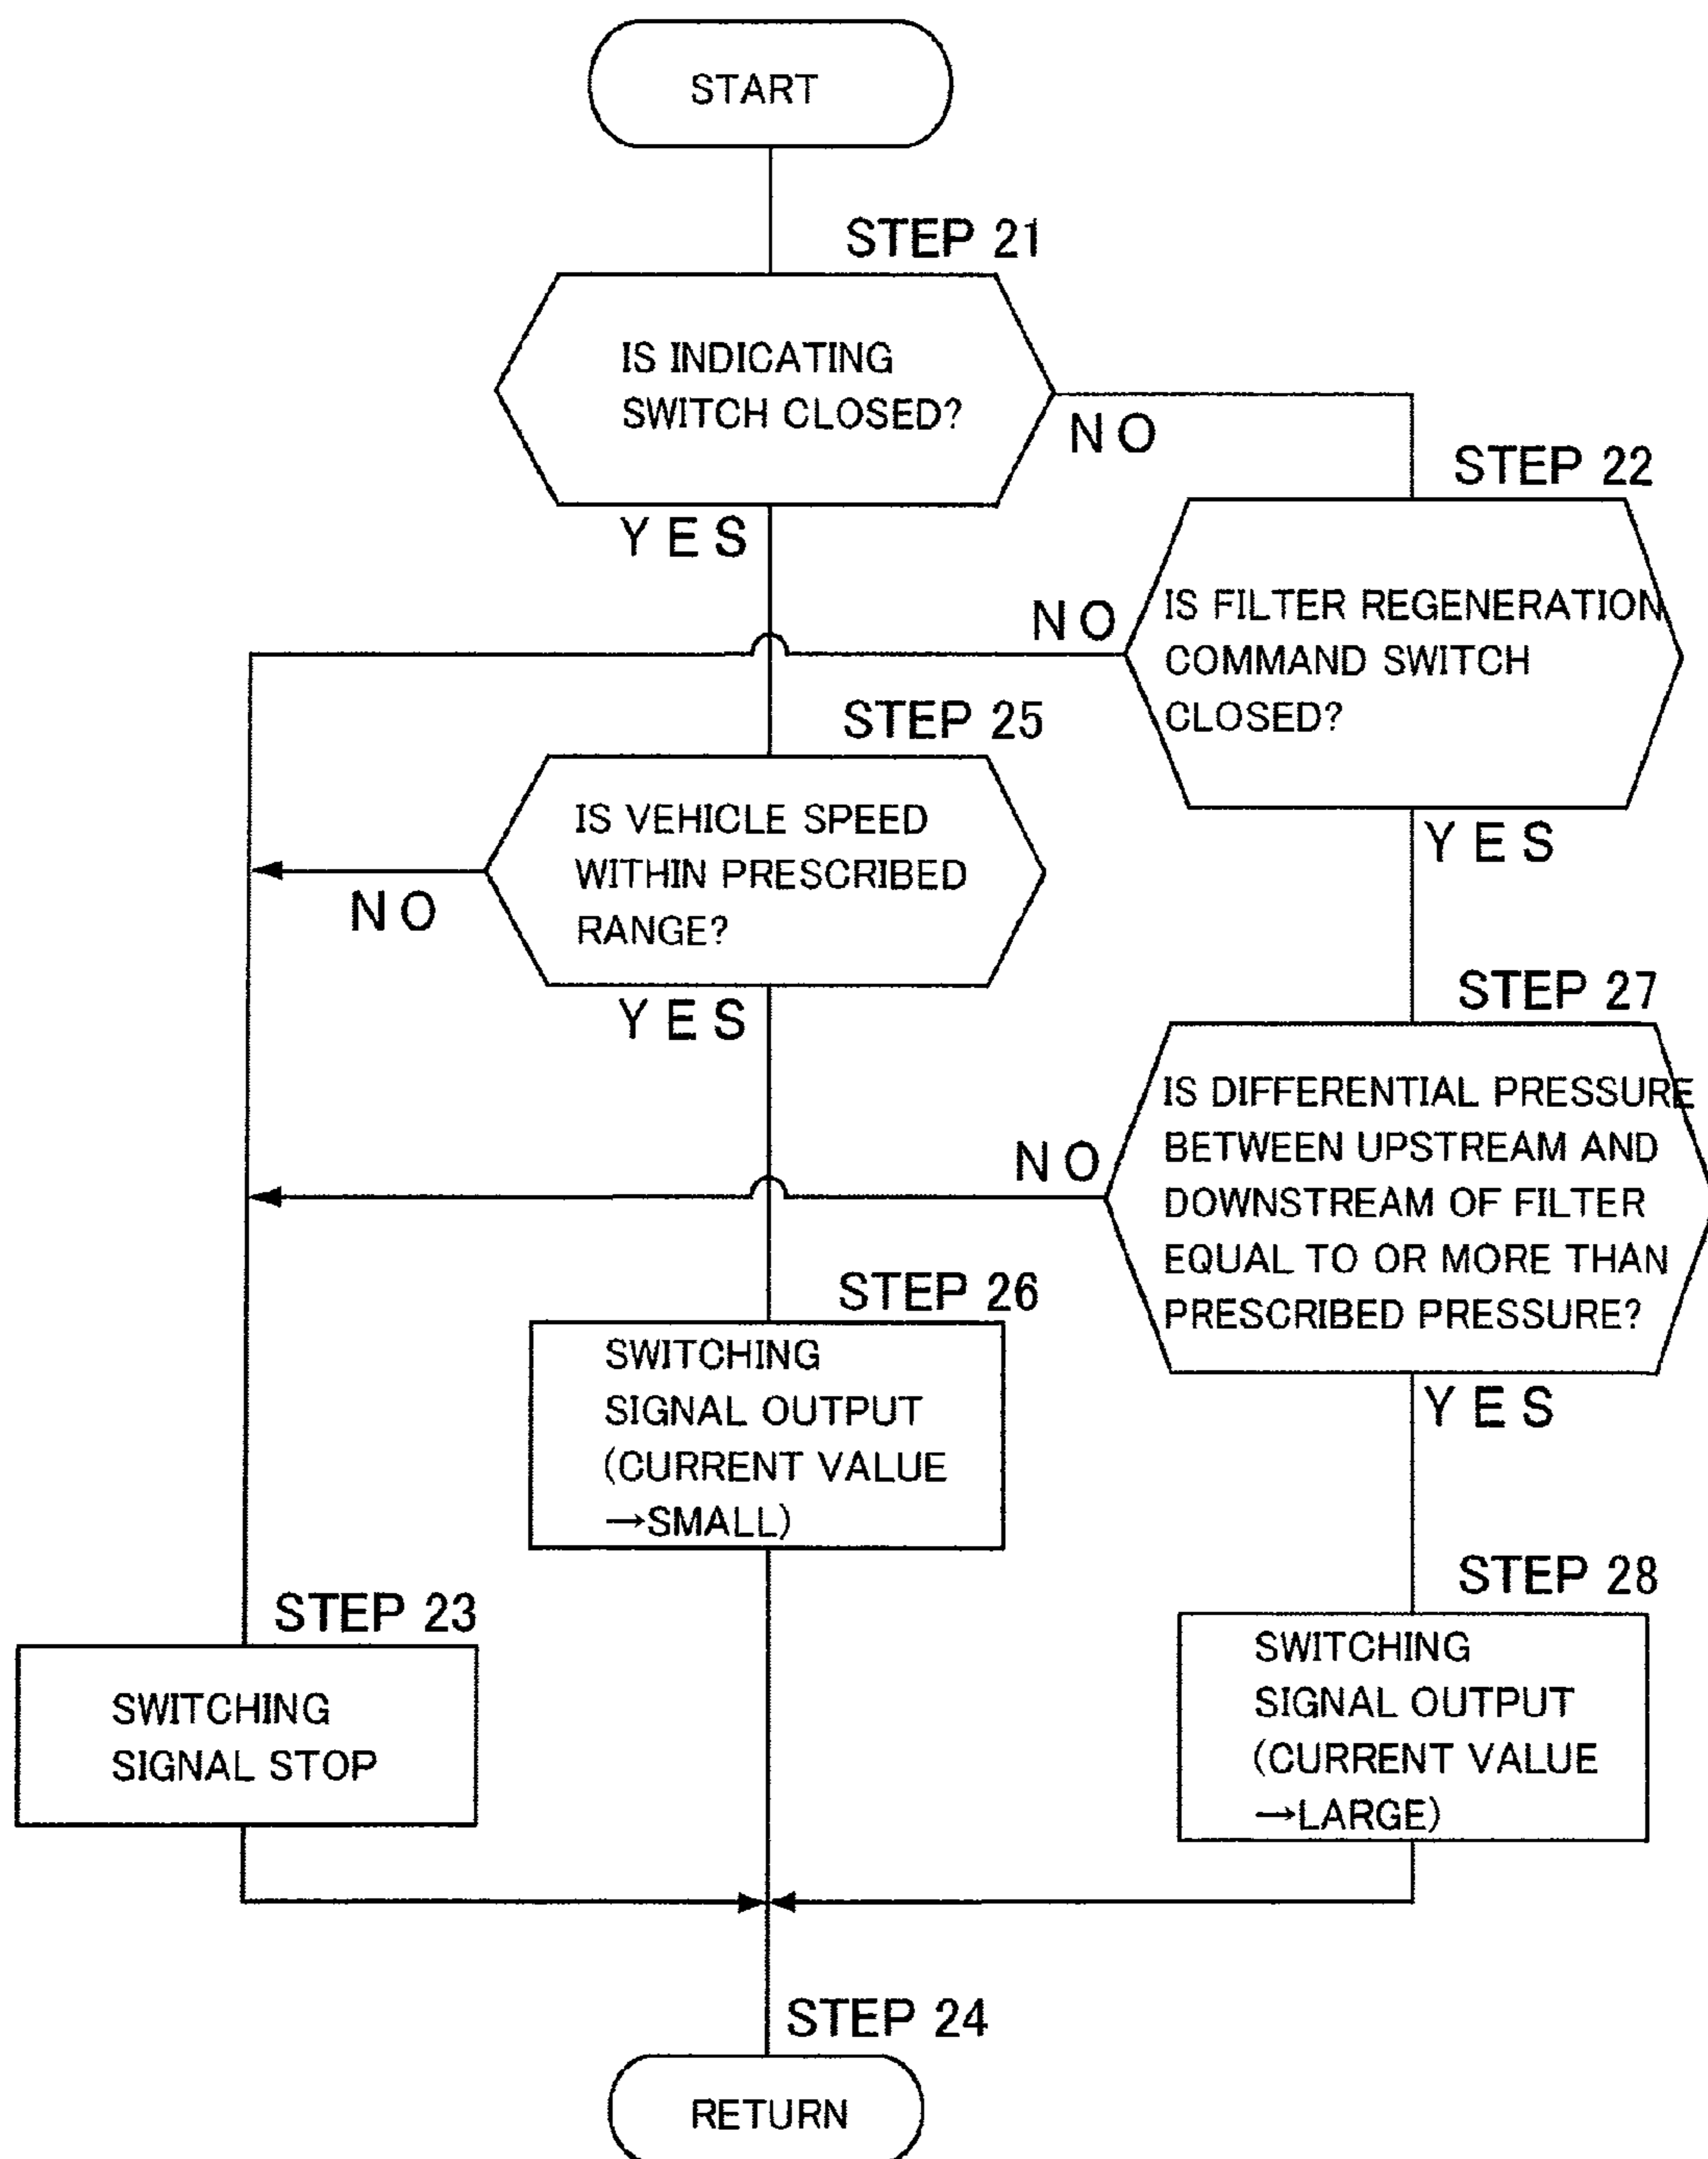 START
STEP 21
IS INDICATING
SWITCH CLOSED?
NO
YES
STEP 22
IS FILTER REGENERATION
COMMAND SWITCH
CLOSED?
NO
YES
STEP 25
IS VEHICLE SPEED
WITHIN PRESCRIBED
RANGE?
NO
YES
STEP 27
IS DIFFERENTIAL PRESSURE
BETWEEN UPSTREAM AND
DOWNSTREAM OF FILTER
EQUAL TO OR MORE THAN
PRESCRIBED PRESSURE?
NO
YES
STEP 26
SWITCHING
SIGNAL OUTPUT
(CURRENT VALUE
→SMALL)
STEP 28
SWITCHING
SIGNAL OUTPUT
(CURRENT VALUE
→LARGE)
STEP 23
SWITCHING
SIGNAL STOP
STEP 24
RETURN